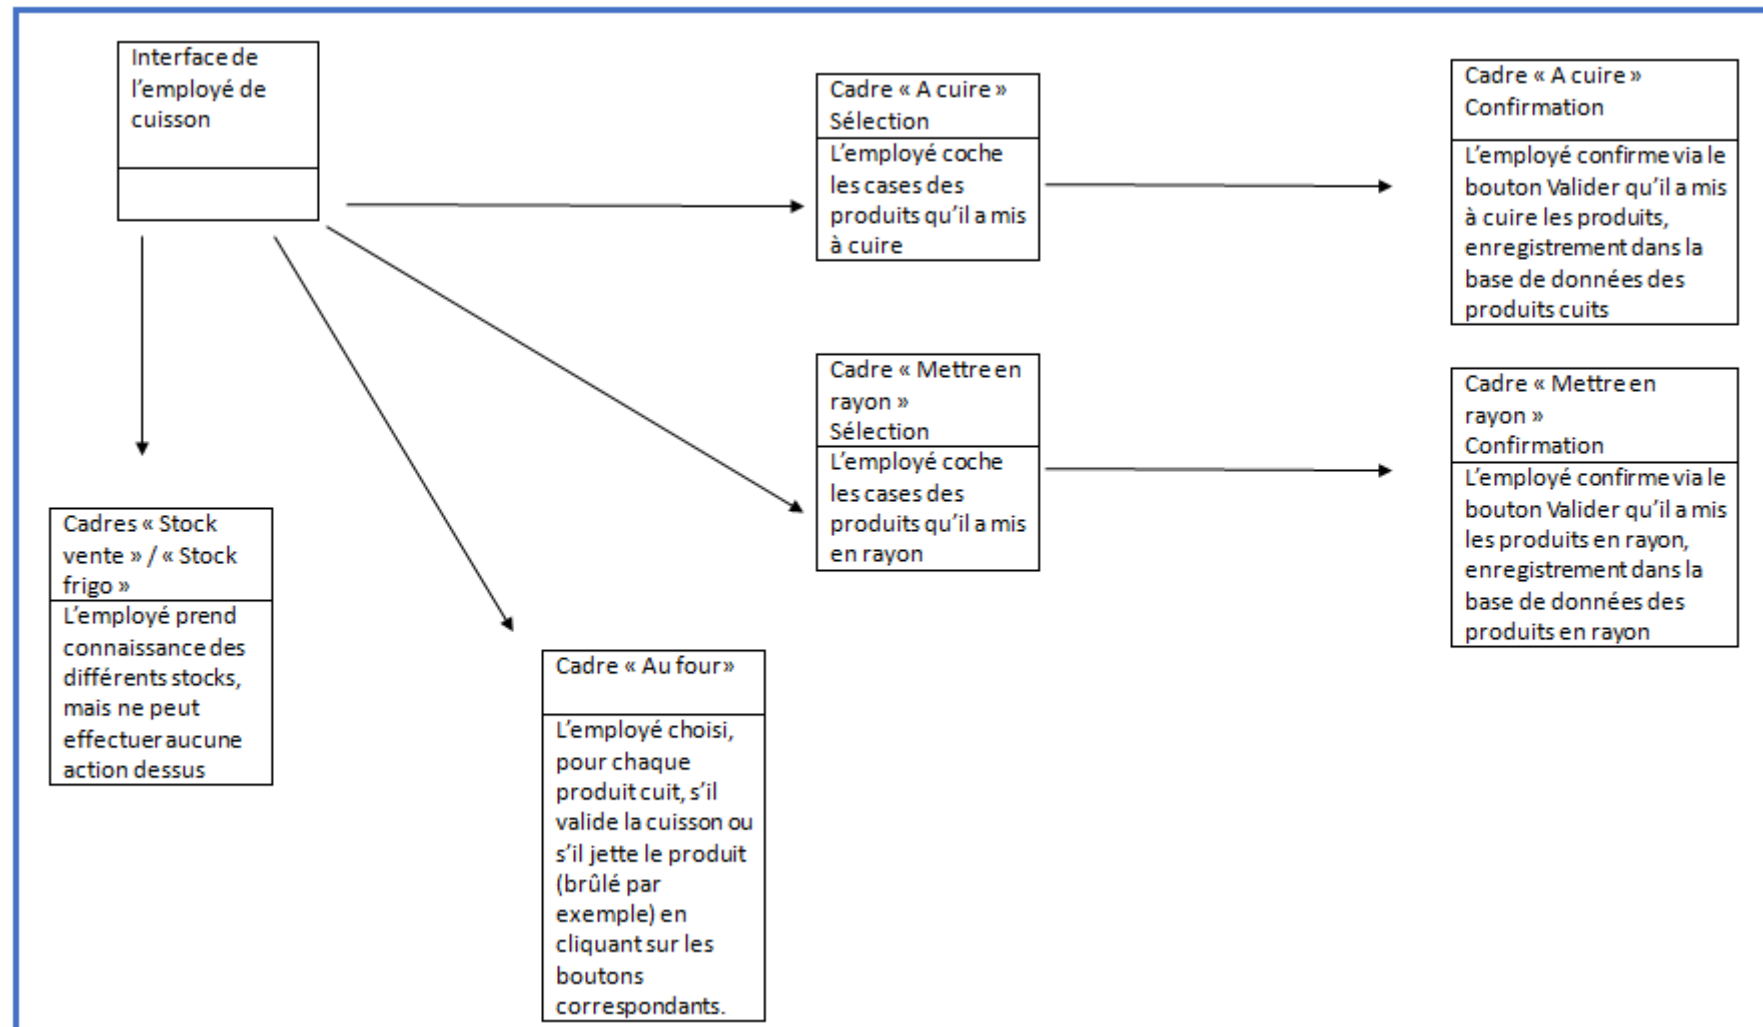 Interface de
l'employé de
cuisson
Cadre « A cuire »
Sélection
L'employé coche
les cases des
produits qu'il a mis
à cuire
Cadre « A cuire »
Confirmation
L'employé confirme via le
bouton Valider qu'il a mis
à cuire les produits,
enregistrement dans la
base de données des
produits cuits
Cadre « Mettre en
rayon »
Sélection
L'employé coche
les cases des
produits qu'il a mis
en rayon
Cadre « Mettre en
rayon »
Confirmation
L'employé confirme via le
bouton Valider qu'il a mis
les produits en rayon,
enregistrement dans la
base de données des
produits en rayon
Cadres « Stock
vente » / « Stock
frigo »
L'employé prend
connaissance des
différents stocks,
mais ne peut
effectuer aucune
action dessus
Cadre « Au four»
L'employé choisi,
pour chaque
produit cuit, s'il
valide la cuisson ou
s'il jette le produit
(brûlé par
exemple) en
cliquant sur les
boutons
correspondants.